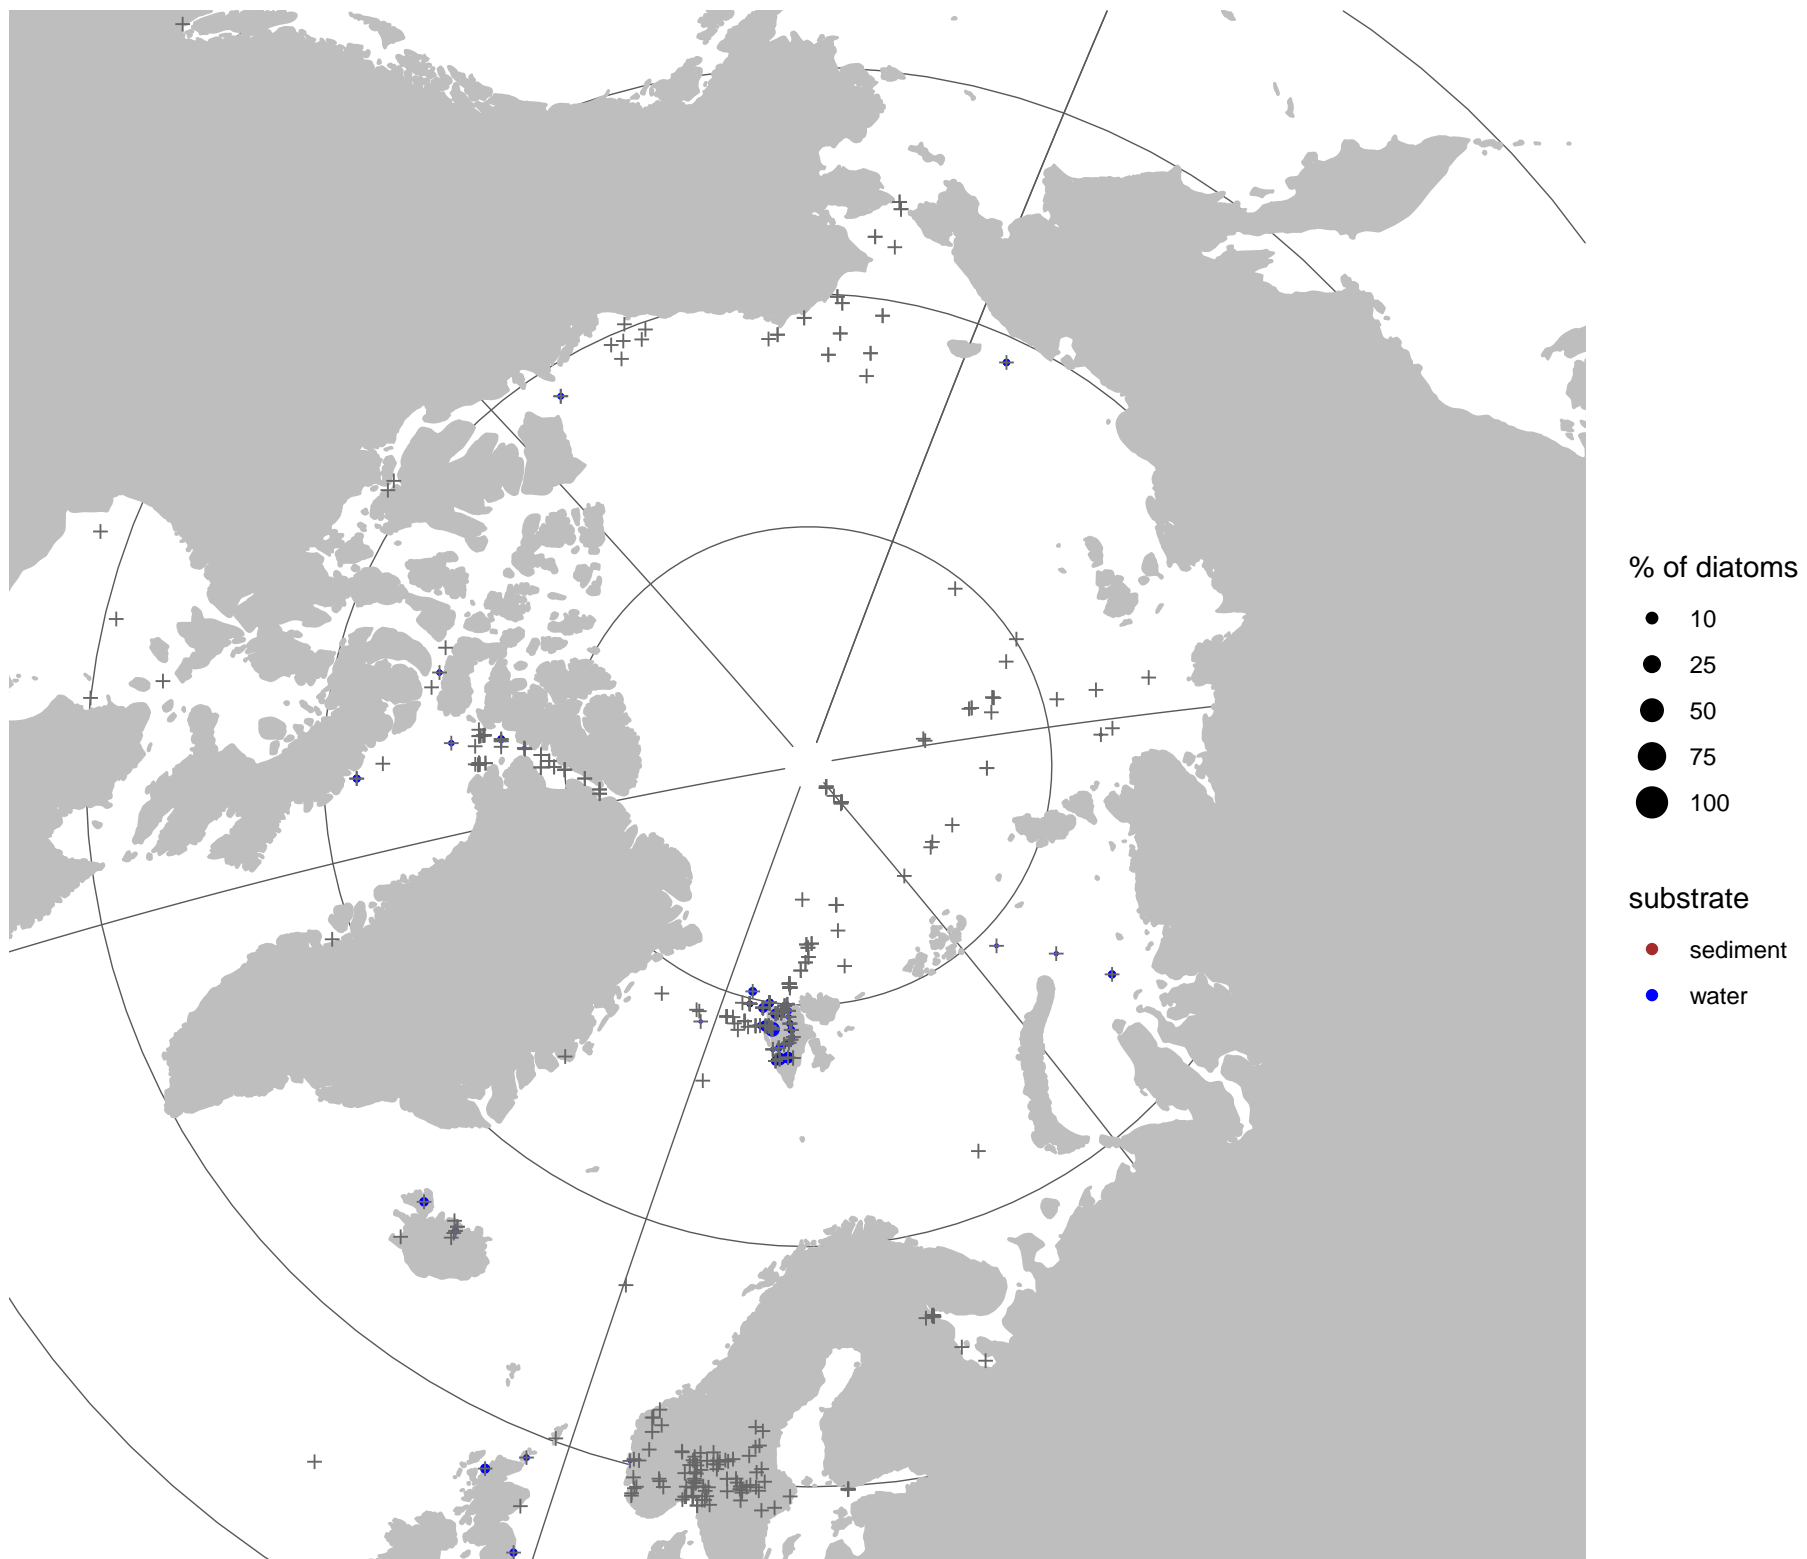 % of diatoms
10
25
50
75
100
substrate
sediment
water